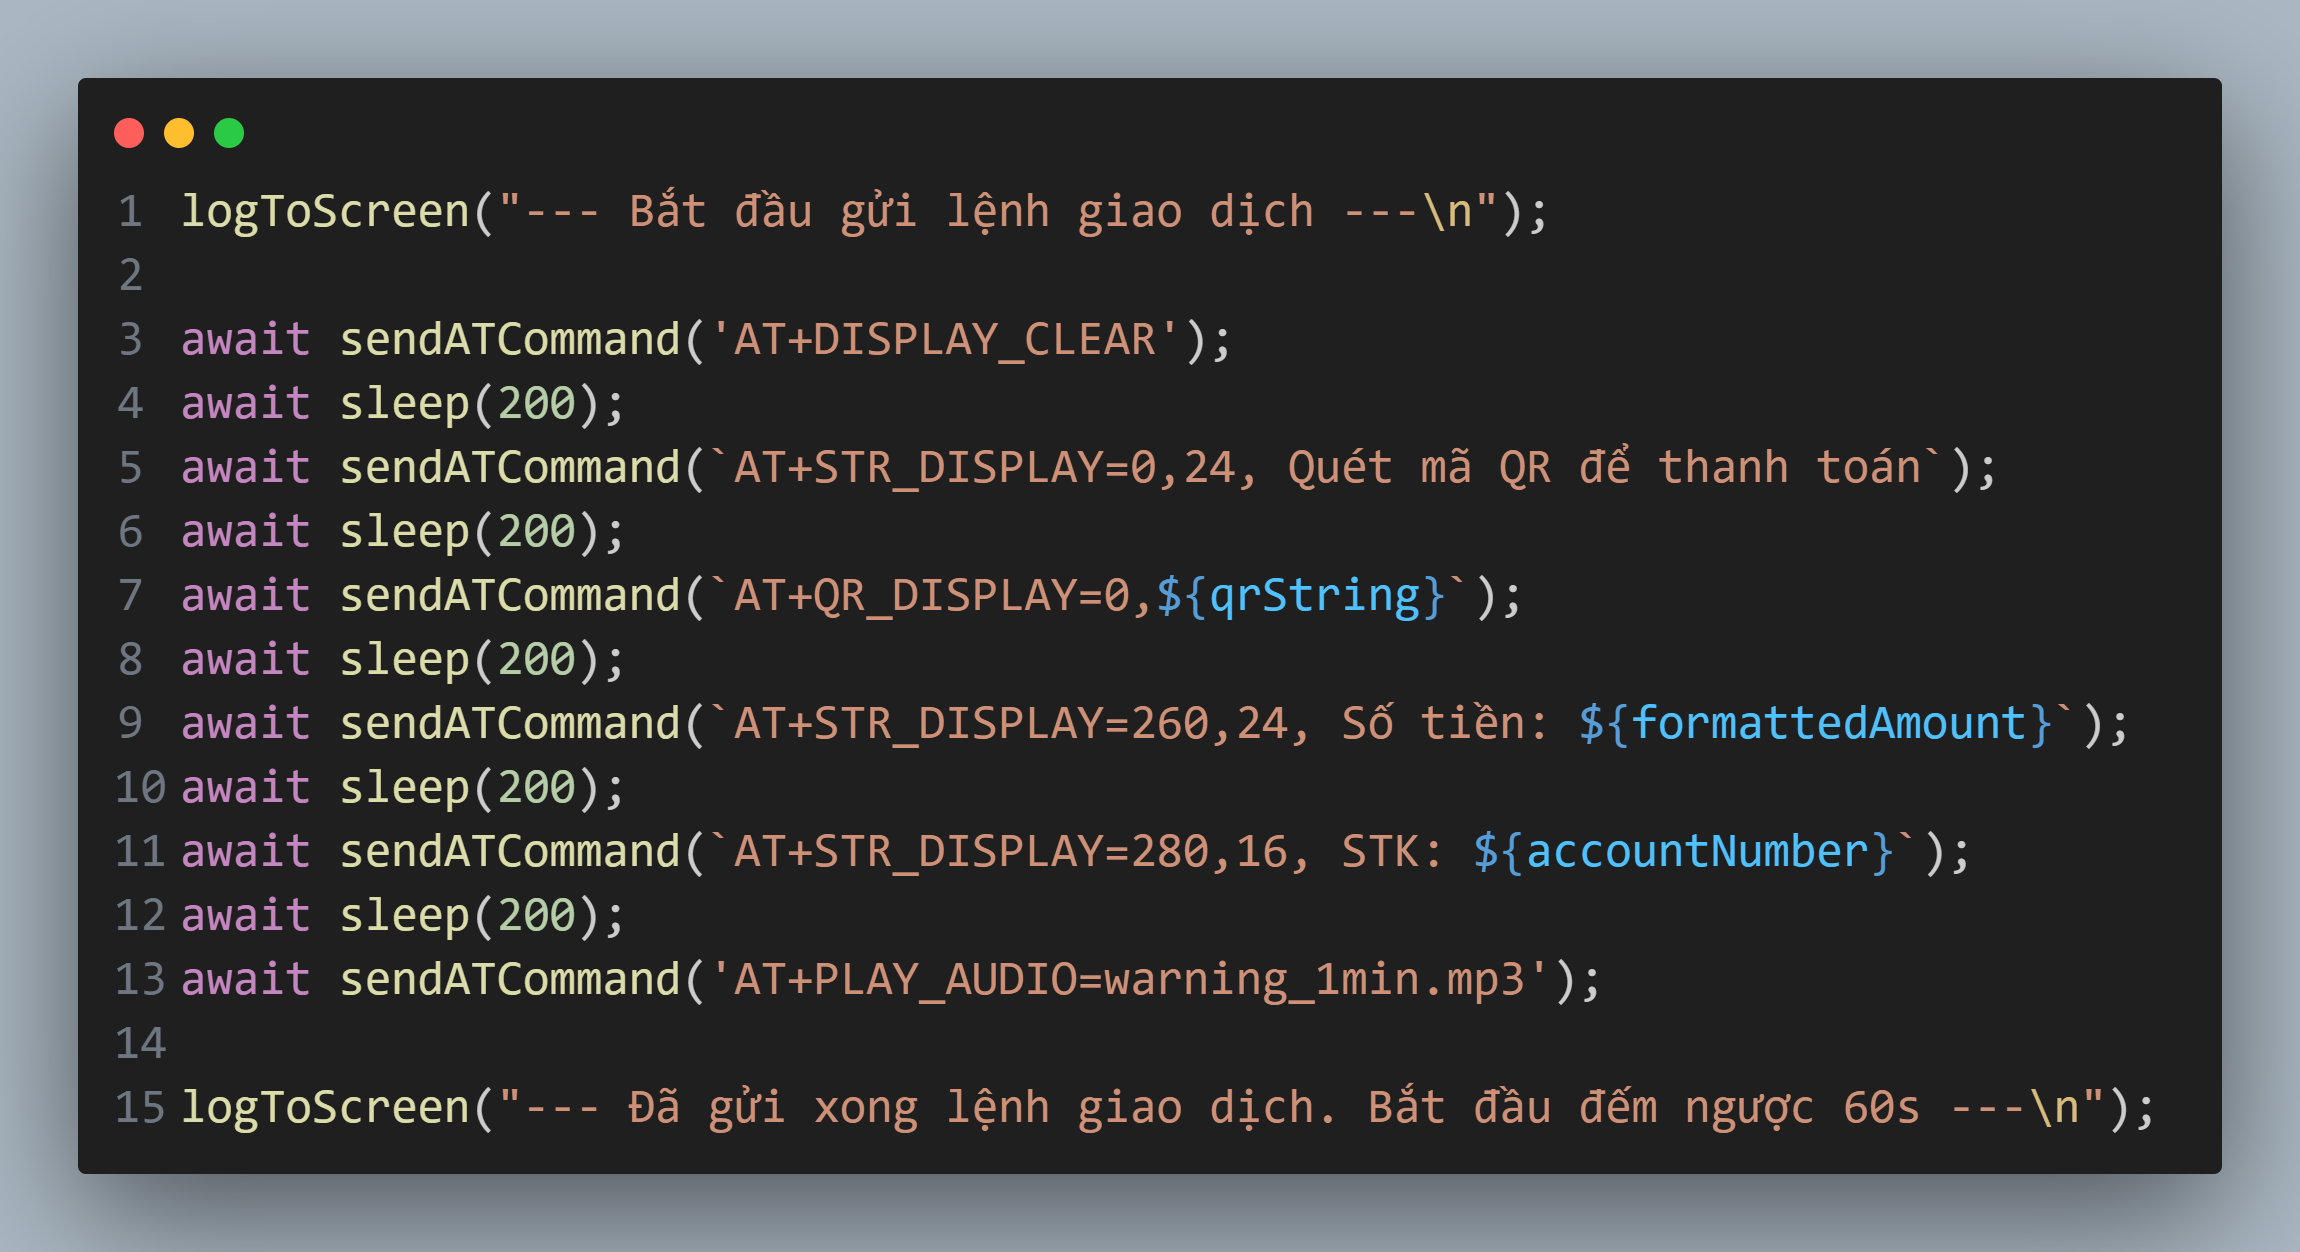 1 logToScreen("--- Bắt đầu gửi lệnh giao dịch ---\n");
2
3 await sendATCommand('AT+DISPLAY_CLEAR');
4 await sleep(200);
5 await sendATCommand(`AT+STR_DISPLAY=0,24, Quét mã QR để thanh toán`);
6 await sleep(200);
7 await sendATCommand(`AT+QR_DISPLAY=0,${qrString}`);
8 await sleep(200);
9 await sendATCommand(`AT+STR_DISPLAY=260,24, Số tiền: ${formattedAmount}`);
10 await sleep(200);
11 await sendATCommand(`AT+STR_DISPLAY=280,16, STK: ${accountNumber}`);
12 await sleep(200);
13 await sendATCommand('AT+PLAY_AUDIO=warning_1min.mp3');
14
15 logToScreen("--- Đã gửi xong lệnh giao dịch. Bắt đầu đếm ngược 60s ---\n");